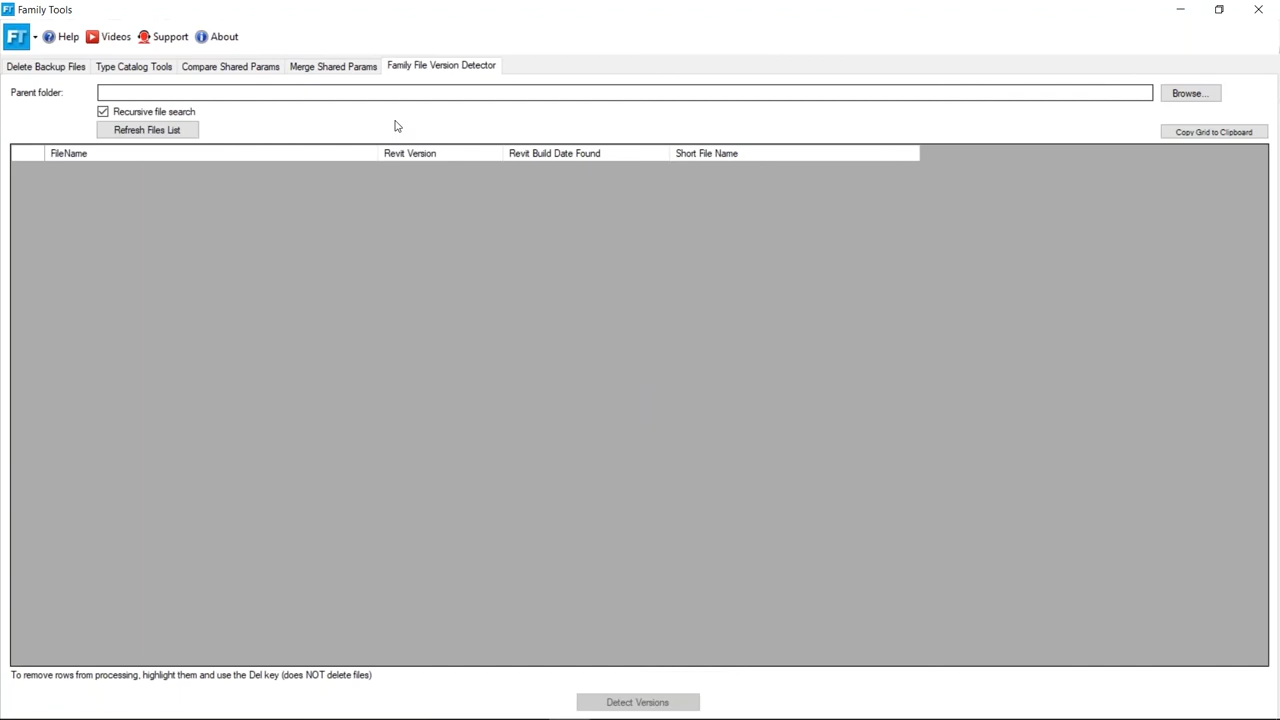 Family Tools
FT Help Videos Support About
Delete Backup Files Type Catalog Tools Compare Shared Params Merge Shared Params Family File Version Detector
Parent folder: Browse...
Recursive file search
Refresh Files List Copy Grid to Clipboard
FileName Revit Version Revit Build Date Found Short File Name
To remove rows from processing, highlight them and use the Del key (does NOT delete files)
Detect Versions